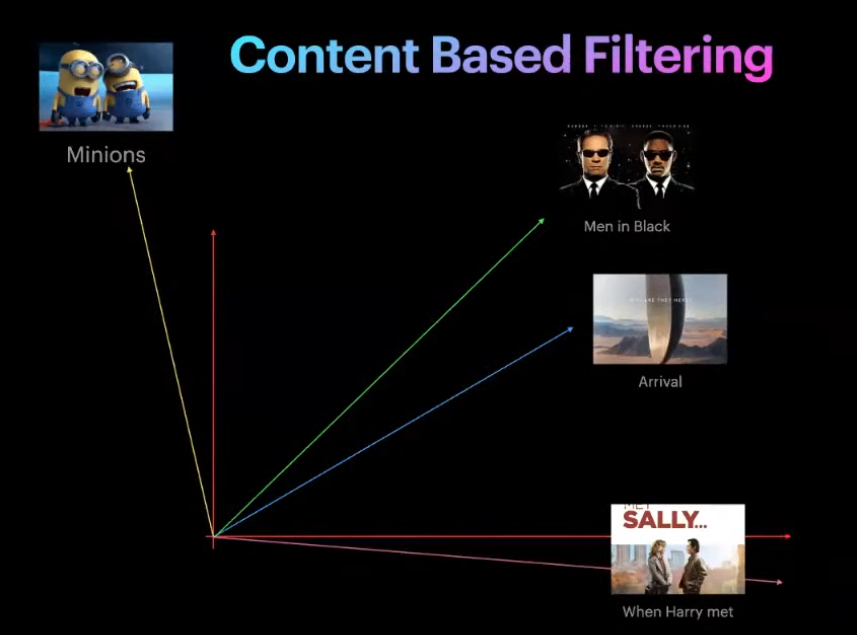 Content Based Filtering
Minions
Men in Black
Arrival
SALLY...
When Harry met